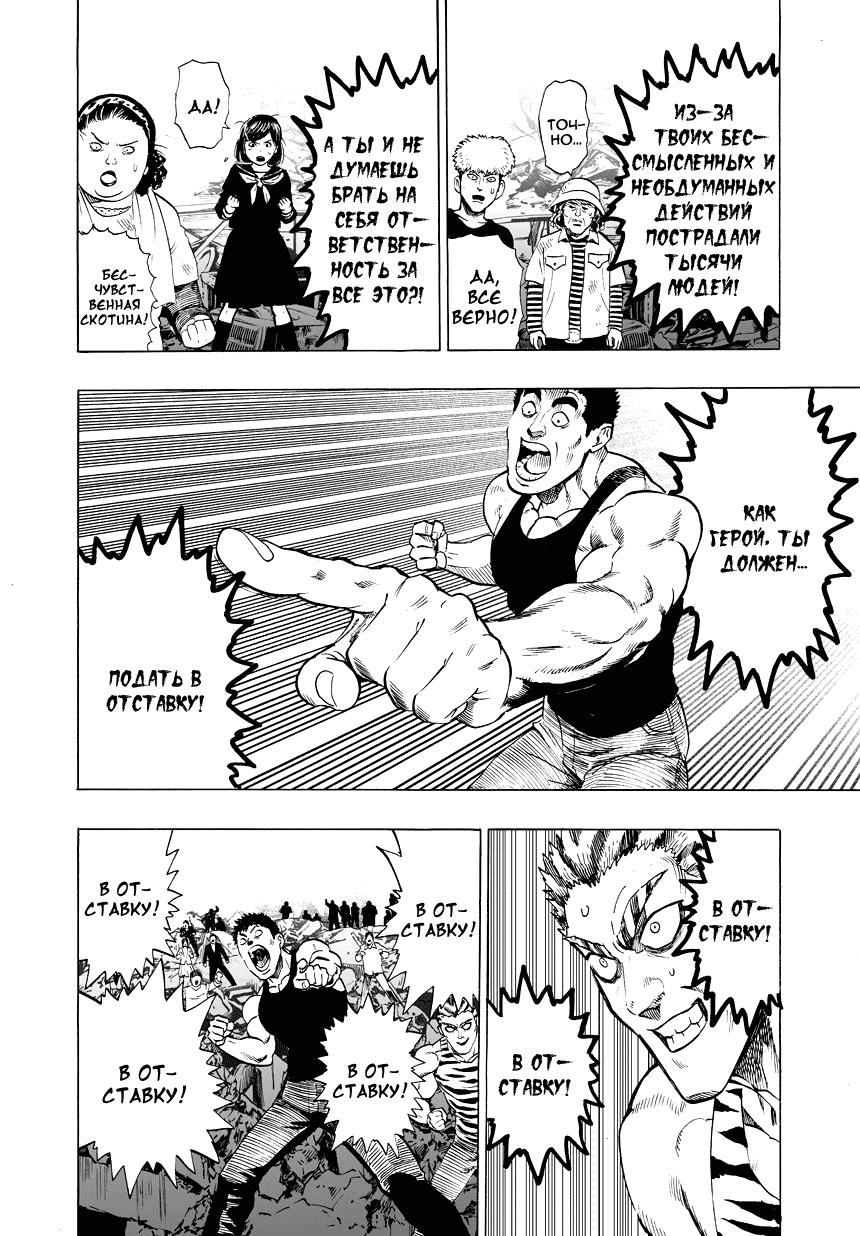 ИЗ-ЗА
ТВОИХ БЕС-
СМЫСЛЕННЫХ И
НЕОБДУМАННЫХ
ДЕЙСТВИЙ
ПОСТРАДАЛИ
ТЫСЯЧИ
ЛЮДЕЙ!
ТОЧ-
НО...
ДА,
ВСЕ
ВЕРНО!
А ТЫ И НЕ
ДУМАЕШЬ
БРАТЬ НА
СЕБЯ ОТ-
ВЕТСТВЕН-
НОСТЬ ЗА
ВСЕ ЭТО?!
ДА!
БЕС-
ЧУВСТ-
ВЕННАЯ
СКОТИНА!
КАК
ГЕРОЙ. ТЫ
ДОЛЖЕН...
ПОДАТЬ В
ОТСТАВКУ!
В ОТ-
СТАВКУ!
В ОТ-
СТАВКУ!
В ОТ-
СТАВКУ!
В ОТ-
СТАВКУ!
В ОТ-
СТАВКУ!
В ОТ-
СТАВКУ!